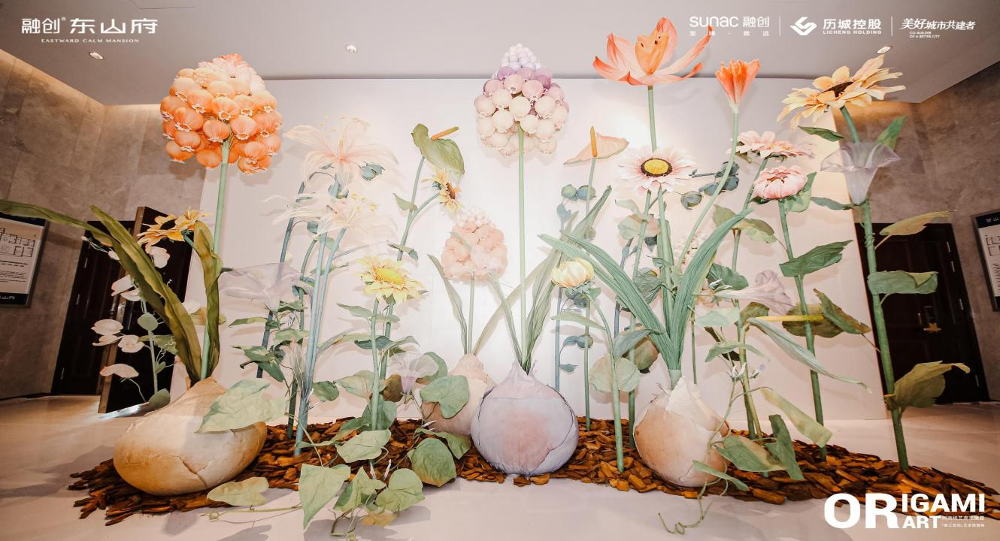 融创® 东山府
EASTWARD CALM MANSION
sunac 融创
至臻·致远
历城控股
LICHENG HOLDING
美好城市共建者
CO-BUILDER
OF A BETTER CITY
ORIGAMI
ART